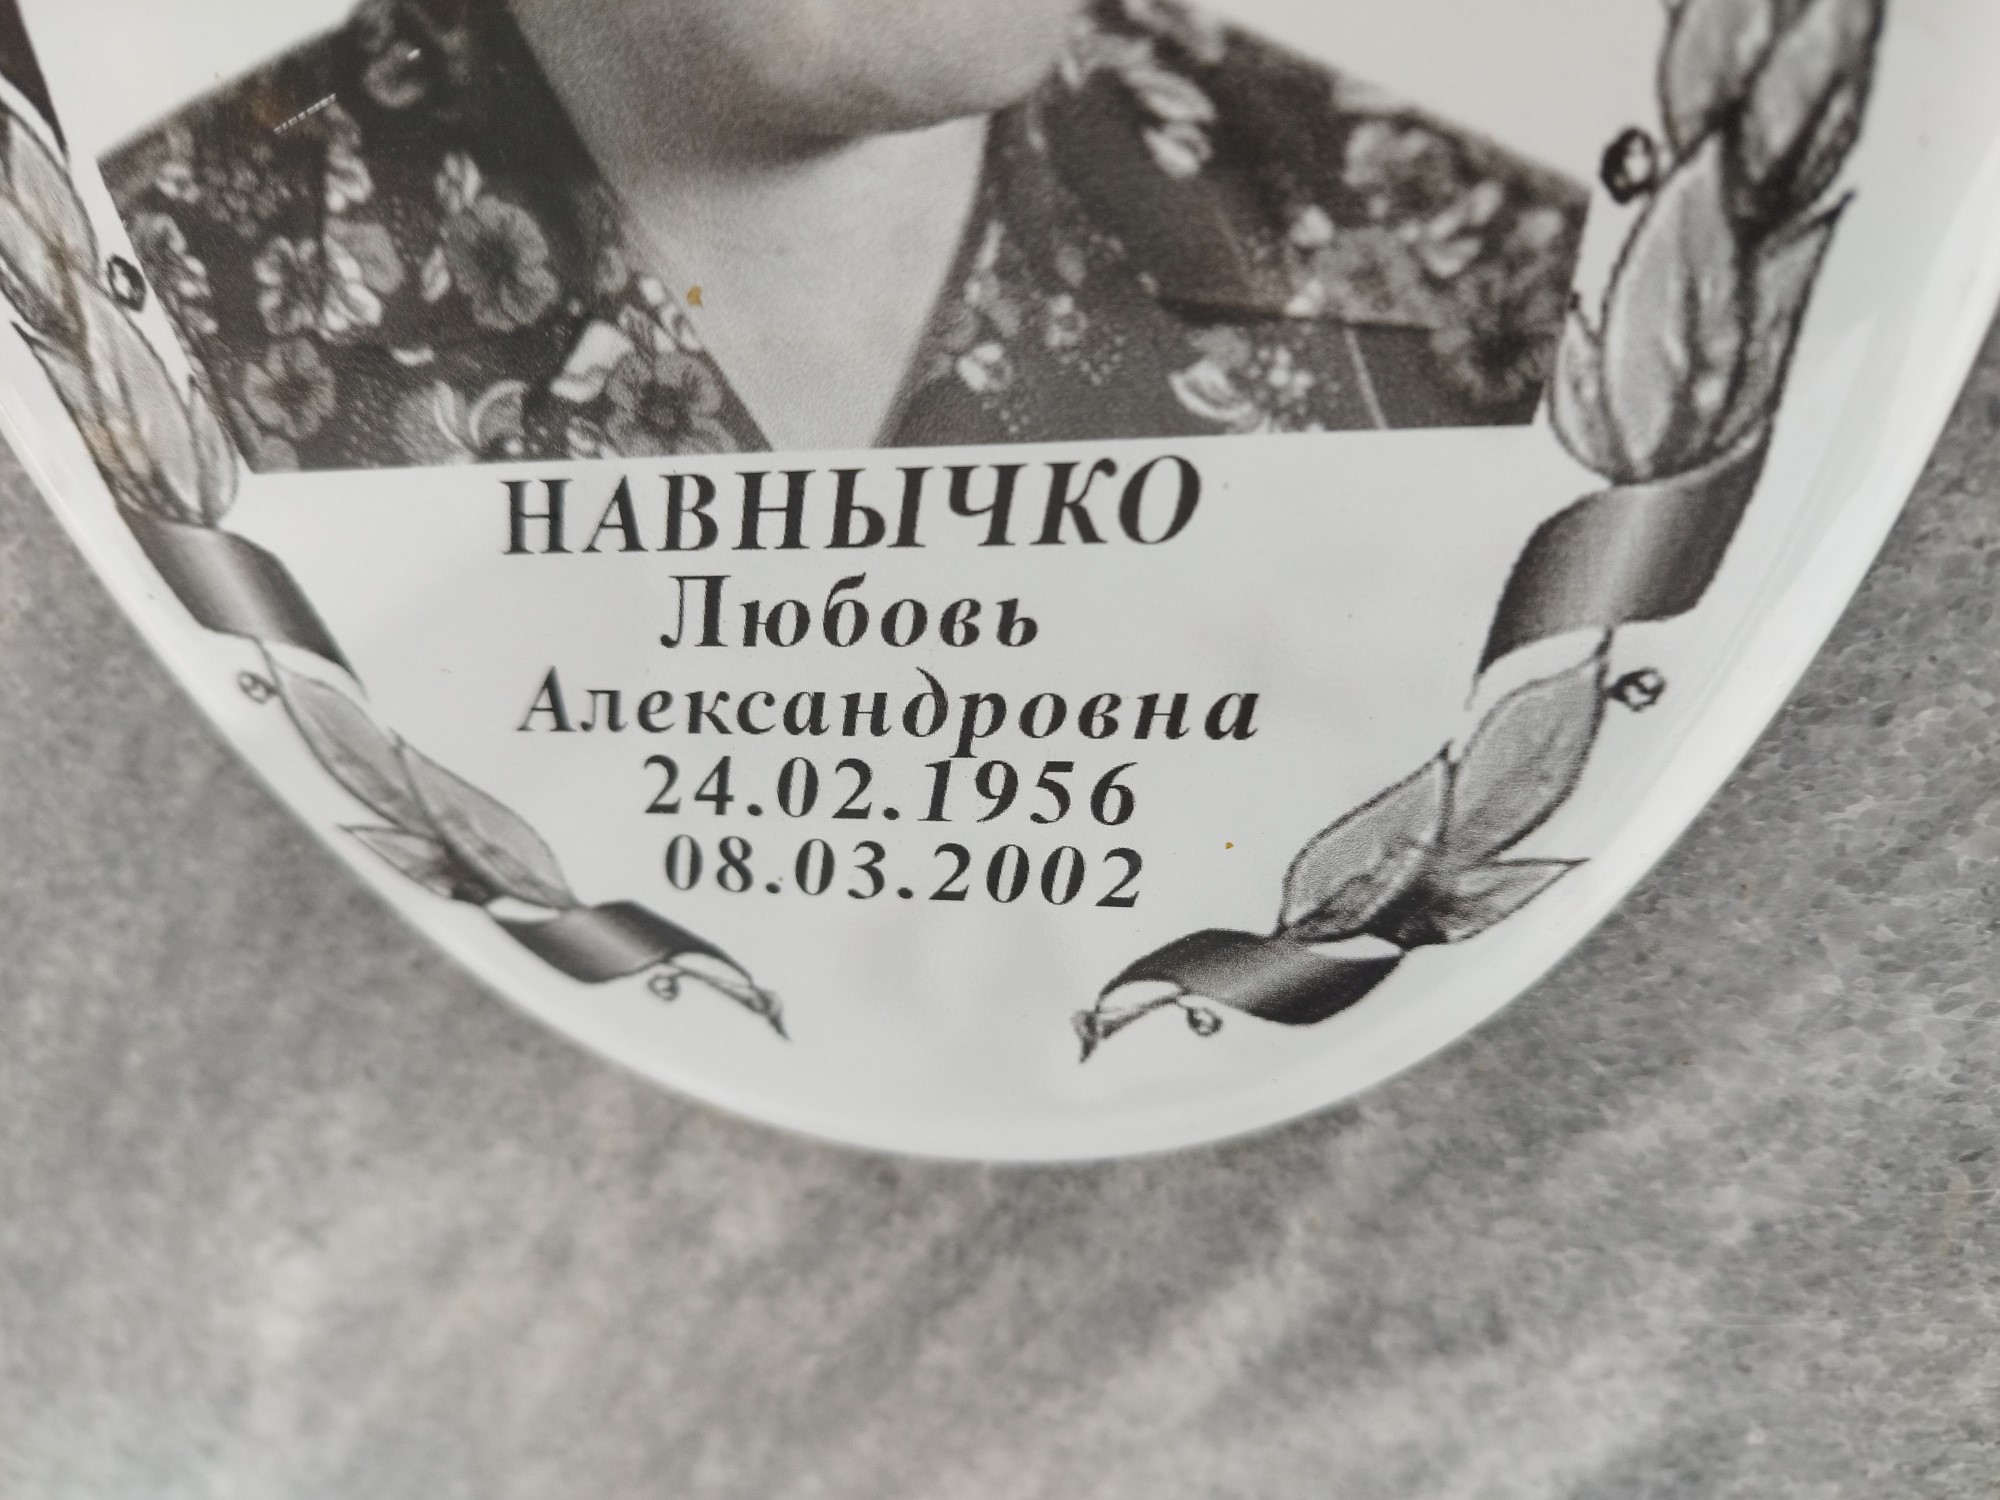 НАВНЫЧКО
Любовь
Александровна
24.02.1956
08.03.2002